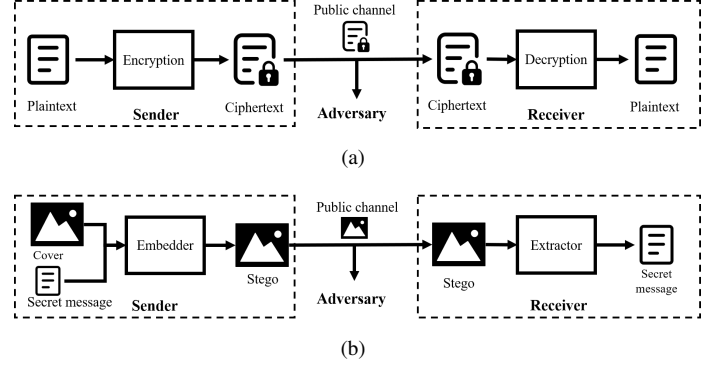 Public channel
Encryption
Decryption
Plaintext
Sender
Ciphertext
Adversary
Ciphertext
Receiver
Plaintext
(a)
Public channel
Embedder
Extractor
Cover
Secret message
Sender
Stego
Adversary
Stego
Receiver
Secret
message
(b)